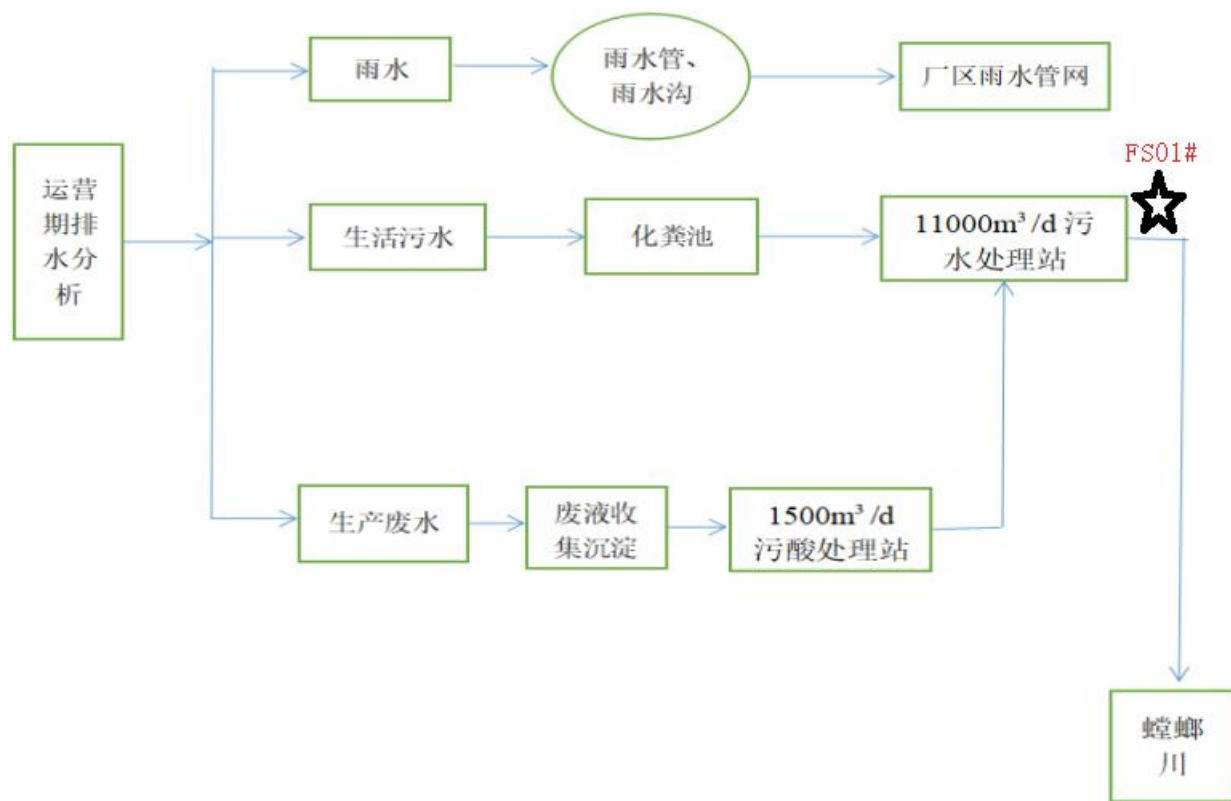 雨水
雨水管、
雨水沟
厂区雨水管网
FS01#
运营
期排
水分
析
生活污水
化粪池
11000m³/d 污
水处理站
生产废水
废液收
集沉淀
1500m³/d
污酸处理站
螳螂
川